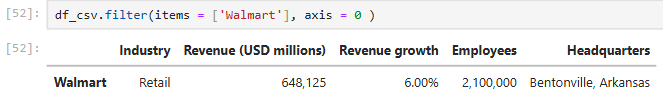 [52]: df_csv.filter(items = ['Walmart'], axis = 0 )
[52]: Industry Revenue (USD millions) Revenue growth Employees Headquarters
Walmart Retail 648,125 6.00% 2,100,000 Bentonville, Arkansas